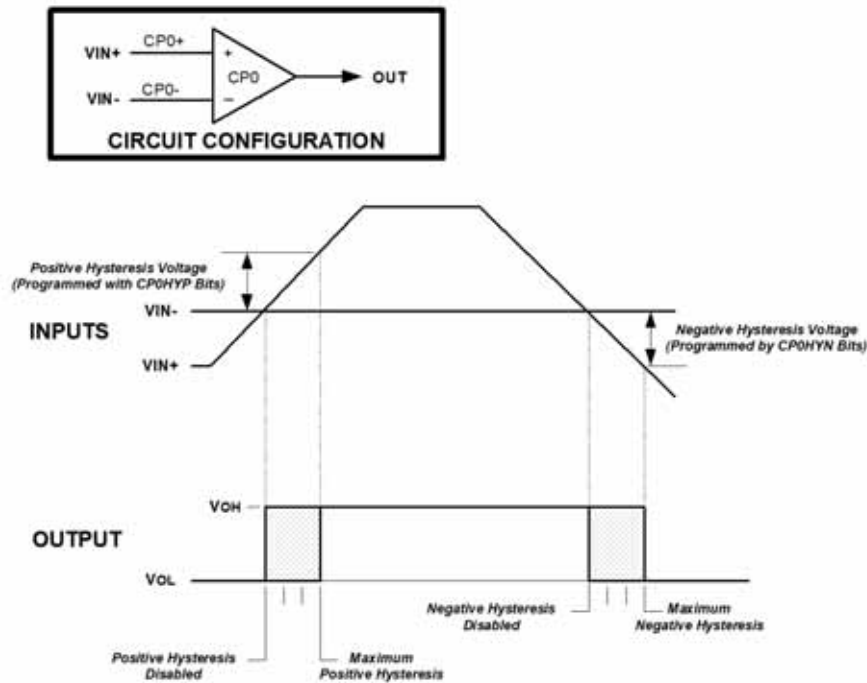 VIN+
CP0+
+
CP0
OUT
VIN-
CP0-
−
CIRCUIT CONFIGURATION
Positive Hysteresis Voltage
(Programmed with CP0HYP Bits)
VIN-
INPUTS
VIN+
Negative Hysteresis Voltage
(Programmed by CP0HYN Bits)
VOH
OUTPUT
VOL
Negative Hysteresis
Disabled
Maximum
Negative Hysteresis
Positive Hysteresis
Disabled
Maximum
Positive Hysteresis